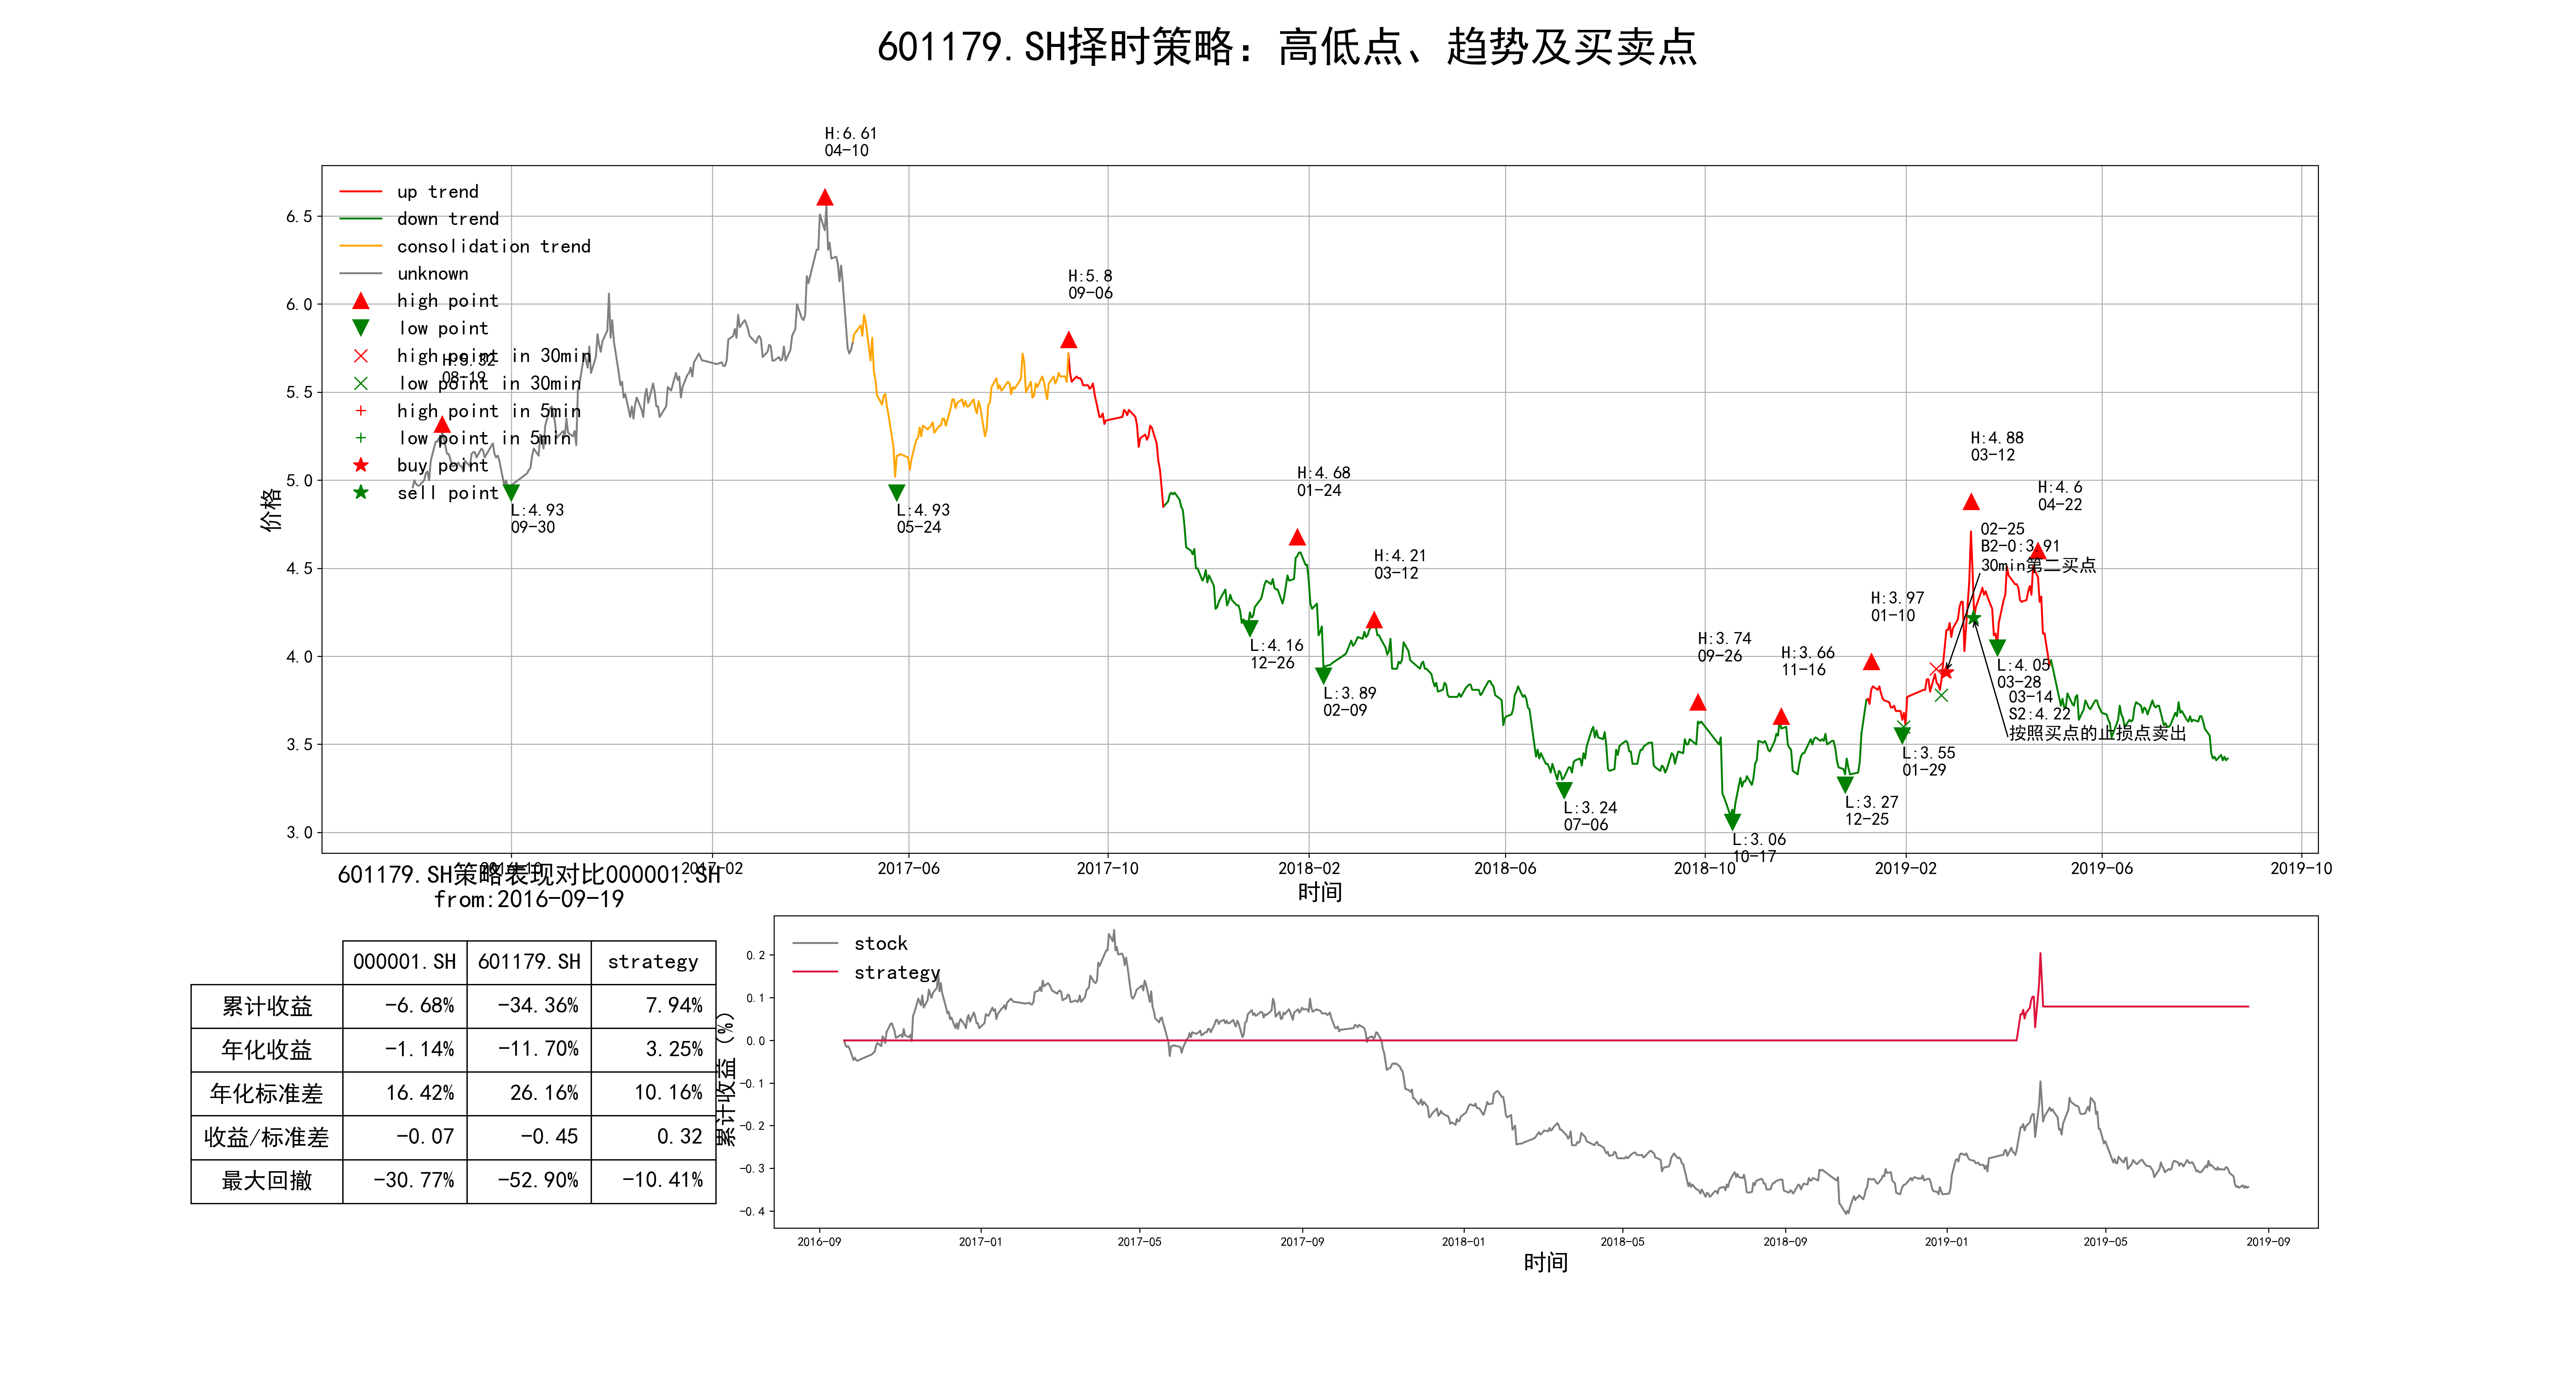 601179.SH择时策略：高低点、趋势及买卖点
H:6.61
04-10
up trend
down trend
consolidation trend
unknown
high point
low point
high point in 30min
low point in 30min
high point in 5min
low point in 5min
buy point
sell point
H:5.32
08-19
L:4.93
09-30
L:4.93
05-24
H:5.8
09-06
L:4.16
12-26
H:4.68
01-24
L:3.89
02-09
H:4.21
03-12
L:3.24
07-06
H:3.74
09-26
L:3.06
10-17
H:3.66
11-16
L:3.27
12-25
H:3.97
01-10
L:3.55
01-29
H:4.88
03-12
02-25
B2-0:3.91
30min第二买点
H:4.6
04-22
L:4.05
03-28
03-14
S2:4.22
按照买点的止损点卖出
价格
6.5
6.0
5.5
5.0
4.5
4.0
3.5
3.0
2016-10 2017-02 2017-06 2017-10 2018-02 2018-06 2018-10 2019-02 2019-06 2019-10
时间
601179.SH策略表现对比000001.SH
from:2016-09-19
000001.SH 601179.SH strategy
累计收益 -6.68% -34.36% 7.94%
年化收益 -1.14% -11.70% 3.25%
年化标准差 16.42% 26.16% 10.16%
收益/标准差 -0.07 -0.45 0.32
最大回撤 -30.77% -52.90% -10.41%
stock
strategy
累计收益（%）
0.2
0.1
0.0
-0.1
-0.2
-0.3
-0.4
2016-09 2017-01 2017-05 2017-09 2018-01 2018-05 2018-09 2019-01 2019-05 2019-09
时间